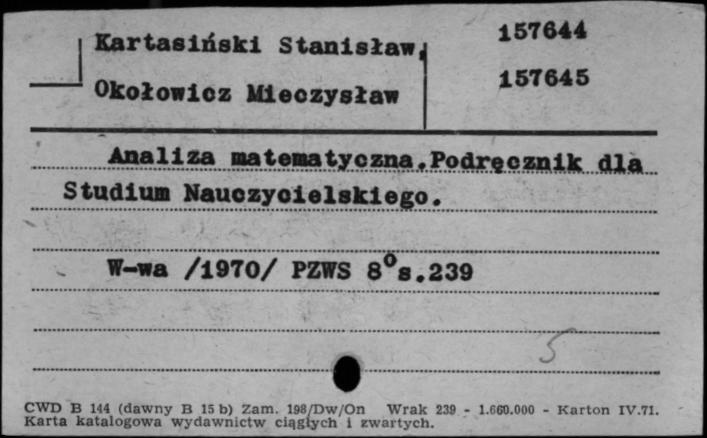 Kartasiński Stanisław,
157644
Okołowicz Mieczysław
157645
Analiza matematyczna.Podręcznik dla
Studium Nauczycielskiego.
W-wa /1970/ PZWS 8°s.239
5
CWD B 144 (dawny B 15 b) Zam. 198/Dw/On Wrak 239 - 1.660.000 - Karton IV.71.
Karta katalogowa wydawnictw ciągłych i zwartych.